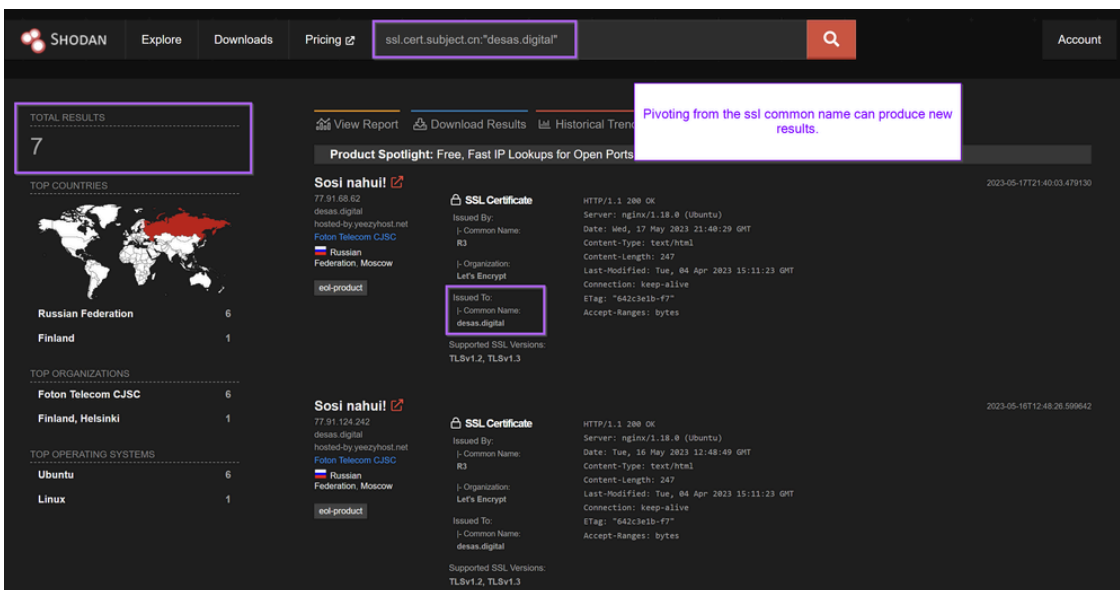 SHODAN Explore Downloads Pricing ssl.cert.subject.cn:"desas.digital" Account
Pivoting from the ssl common name can produce new
results.
TOTAL RESULTS
7
TOP COUNTRIES
Russian Federation 6
Finland 1
TOP ORGANIZATIONS
Foton Telecom CJSC 6
Finland, Helsinki 1
TOP OPERATING SYSTEMS
Ubuntu 6
Linux 1
View Report Download Results Historical Trend
Product Spotlight: Free, Fast IP Lookups for Open Ports
Sosi nahui!
77.91.68.62
desas.digital
hosted-by.yeezyhost.net
Foton Telecom CJSC
Russian
Federation, Moscow
eol-product
SSL Certificate
Issued By:
|- Common Name:
R3
|- Organization:
Let's Encrypt
Issued To:
|- Common Name:
desas.digital
Supported SSL Versions:
TLSv1.2, TLSv1.3
HTTP/1.1 200 OK
Server: nginx/1.18.0 (Ubuntu)
Date: Wed, 17 May 2023 21:40:29 GMT
Content-Type: text/html
Content-Length: 247
Last-Modified: Tue, 04 Apr 2023 15:11:23 GMT
Connection: keep-alive
ETag: "642c3e1b-f7"
Accept-Ranges: bytes
2023-05-17T21:40:03.479130
Sosi nahui!
77.91.124.242
desas.digital
hosted-by.yeezyhost.net
Foton Telecom CJSC
Russian
Federation, Moscow
eol-product
SSL Certificate
Issued By:
|- Common Name:
R3
|- Organization:
Let's Encrypt
Issued To:
|- Common Name:
desas.digital
Supported SSL Versions:
TLSv1.2, TLSv1.3
HTTP/1.1 200 OK
Server: nginx/1.18.0 (Ubuntu)
Date: Tue, 16 May 2023 12:48:49 GMT
Content-Type: text/html
Content-Length: 247
Last-Modified: Tue, 04 Apr 2023 15:11:23 GMT
Connection: keep-alive
ETag: "642c3e1b-f7"
Accept-Ranges: bytes
2023-05-16T12:48:26.599642